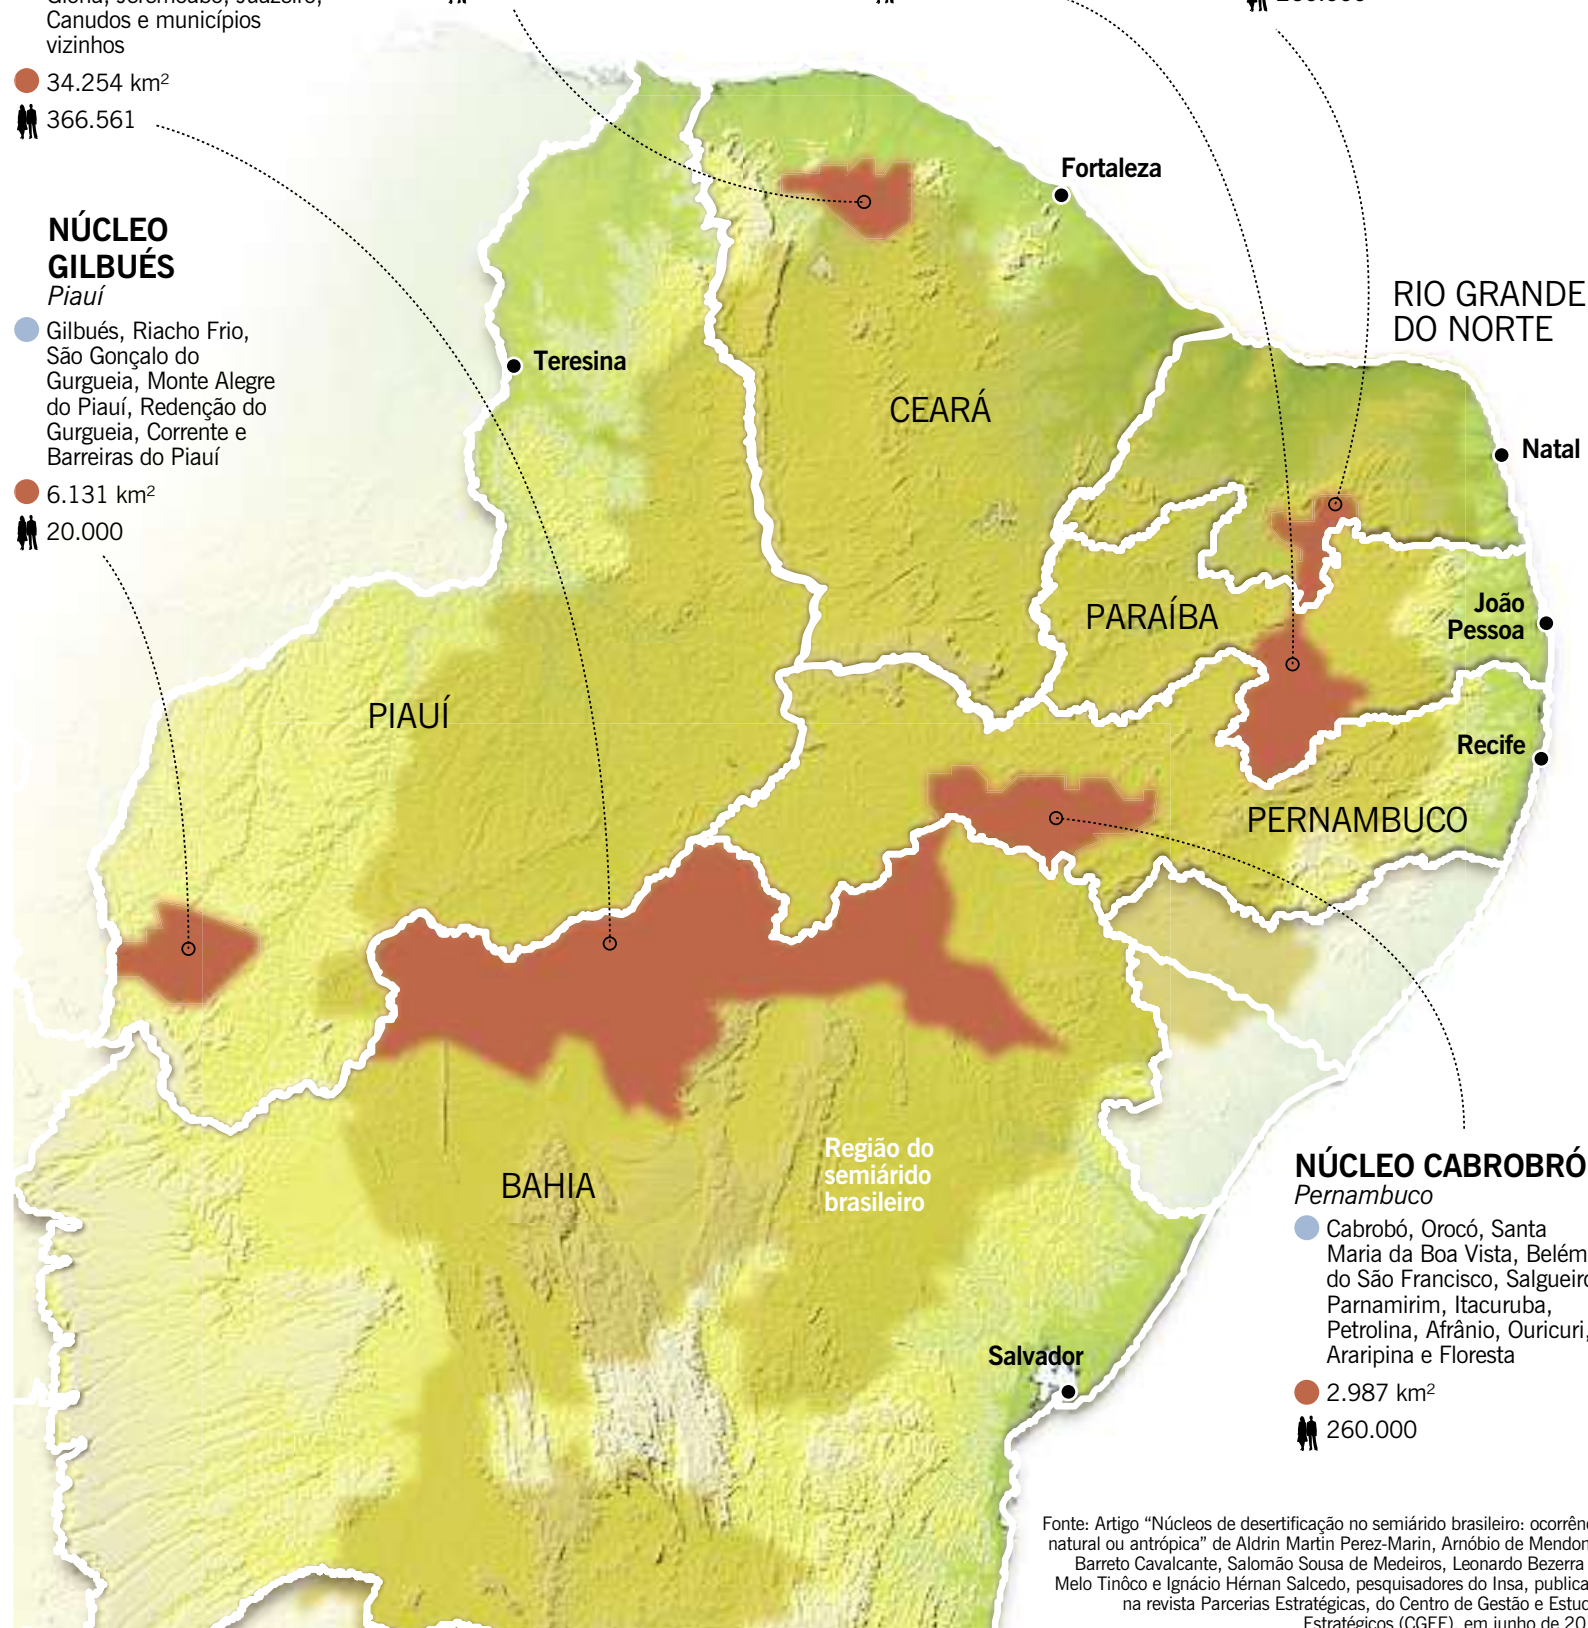 Canudos e municípios
vizinhos
34.254 km²
366.561
NÚCLEO
GILBUÉS
Piauí
Gilbués, Riacho Frio,
São Gonçalo do
Gurgueia, Monte Alegre
do Piauí, Redenção do
Gurgueia, Corrente e
Barreiras do Piauí
6.131 km²
20.000
Fortaleza
RIO GRANDE
DO NORTE
Teresina
CEARÁ
Natal
PARAÍBA
João
Pessoa
PIAUÍ
Recife
PERNAMBUCO
Região do
semiárido
brasileiro
BAHIA
Salvador
NÚCLEO CABROBRÓ
Pernambuco
Cabrobó, Orocó, Santa
Maria da Boa Vista, Belém
do São Francisco,
Parnamirim, Itacuruba,
Petrolina, Afrânio, Ouricuri,
Araripina e Floresta
2.987 km²
260.000
Fonte: Artigo “Núcleos de desertificação no semiárido brasileiro:
natural ou antrópica” de Aldrin Martin Perez-Marin, Arnóbio de
Barreto Cavalcante, Salomão Sousa de Medeiros, Leonardo Bezerra
Melo Tinôco e Ignácio Hérnan Salcedo, pesquisadores do Insa,
na revista Parcerias Estratégicas, do Centro de Gestão e
Estratégicos (CGEE), em junho de